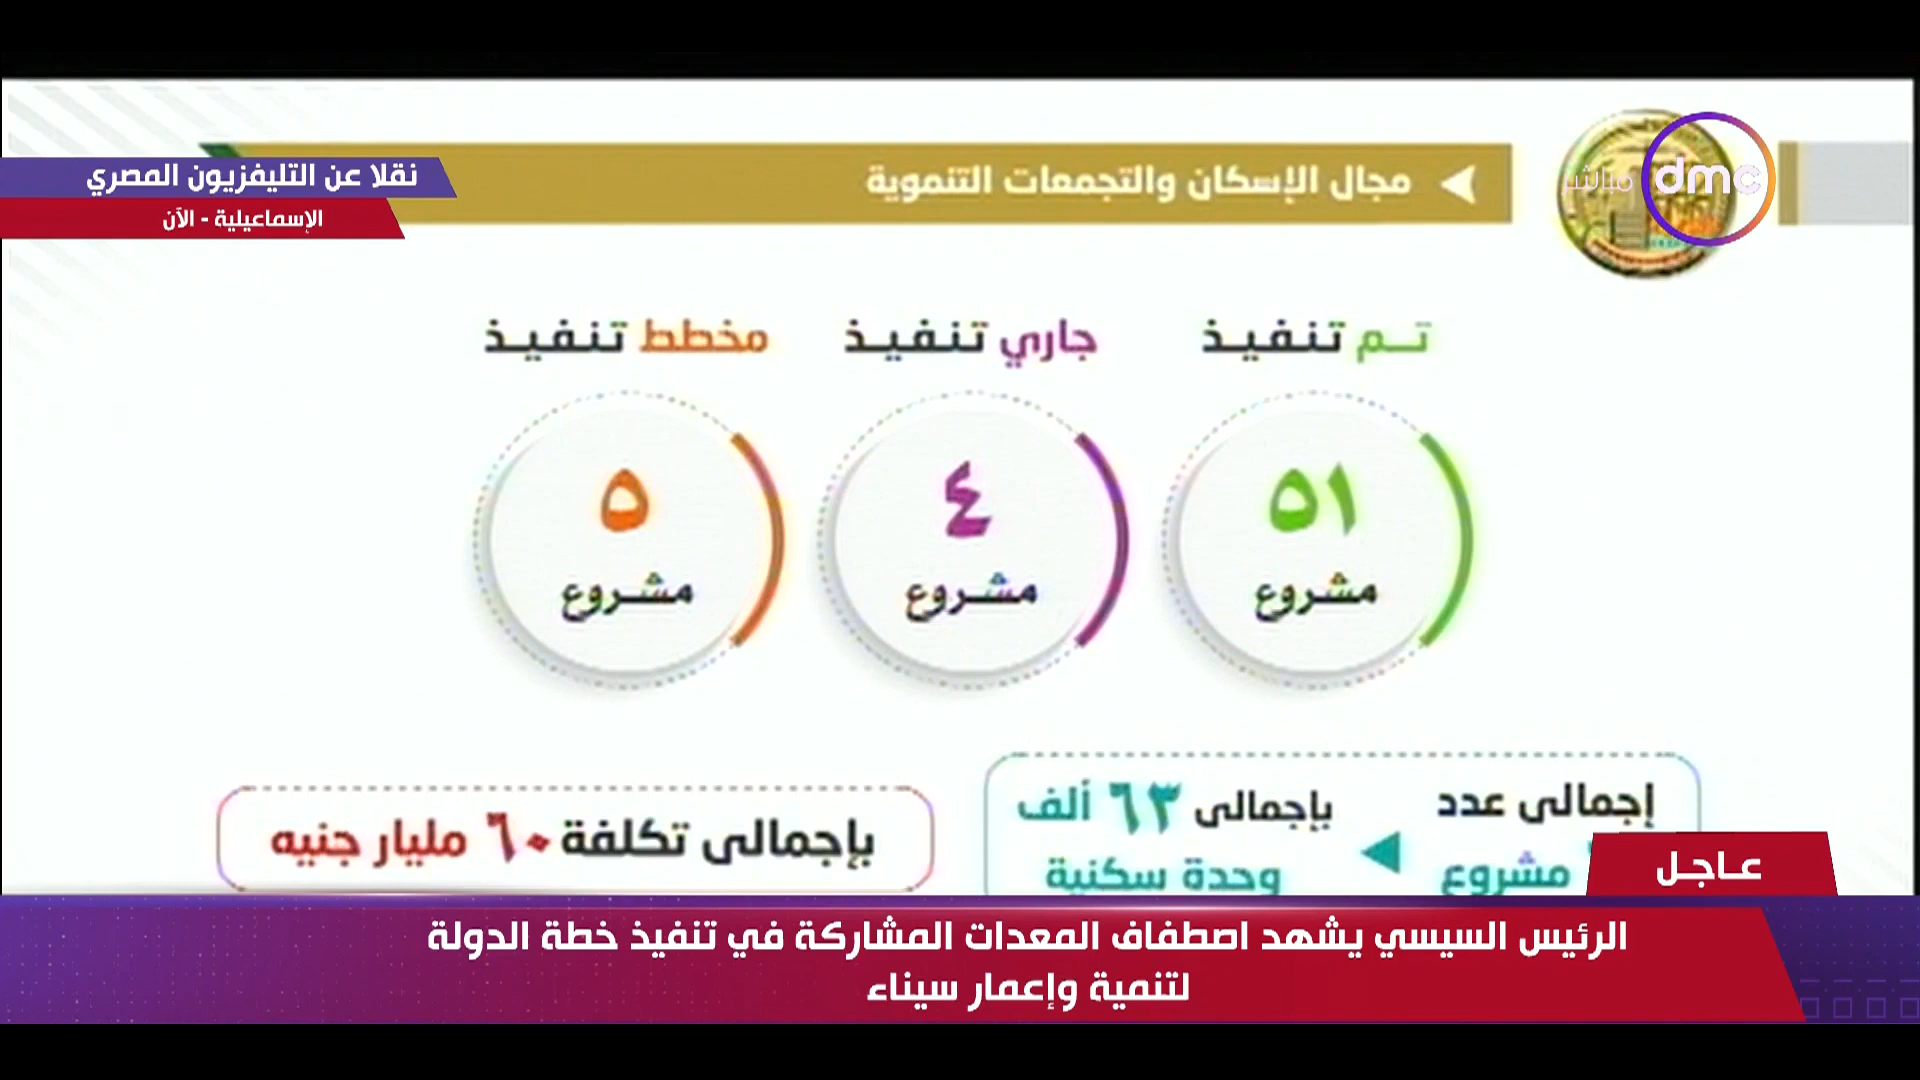 مباشر dmc
نقلا عن التليفزيون المصري
الإسماعيلية - الآن
مجال الإسكان والتجمعات التنموية
تـم تنفيـذ
جاري تنفيـذ
مخطط تنفيـذ
٥١
مشـروع
٤
مشـروع
٥
مشـروع
إجمالى عدد
مشروع
بإجمالى ٦٣ ألف
وحدة سكنية
بإجمالى تكلفة ٦٠ مليار جنيه
عـاجـل
الرئيس السيسي يشهد اصطفاف المعدات المشاركة في تنفيذ خطة الدولة
لتنمية وإعمار سيناء